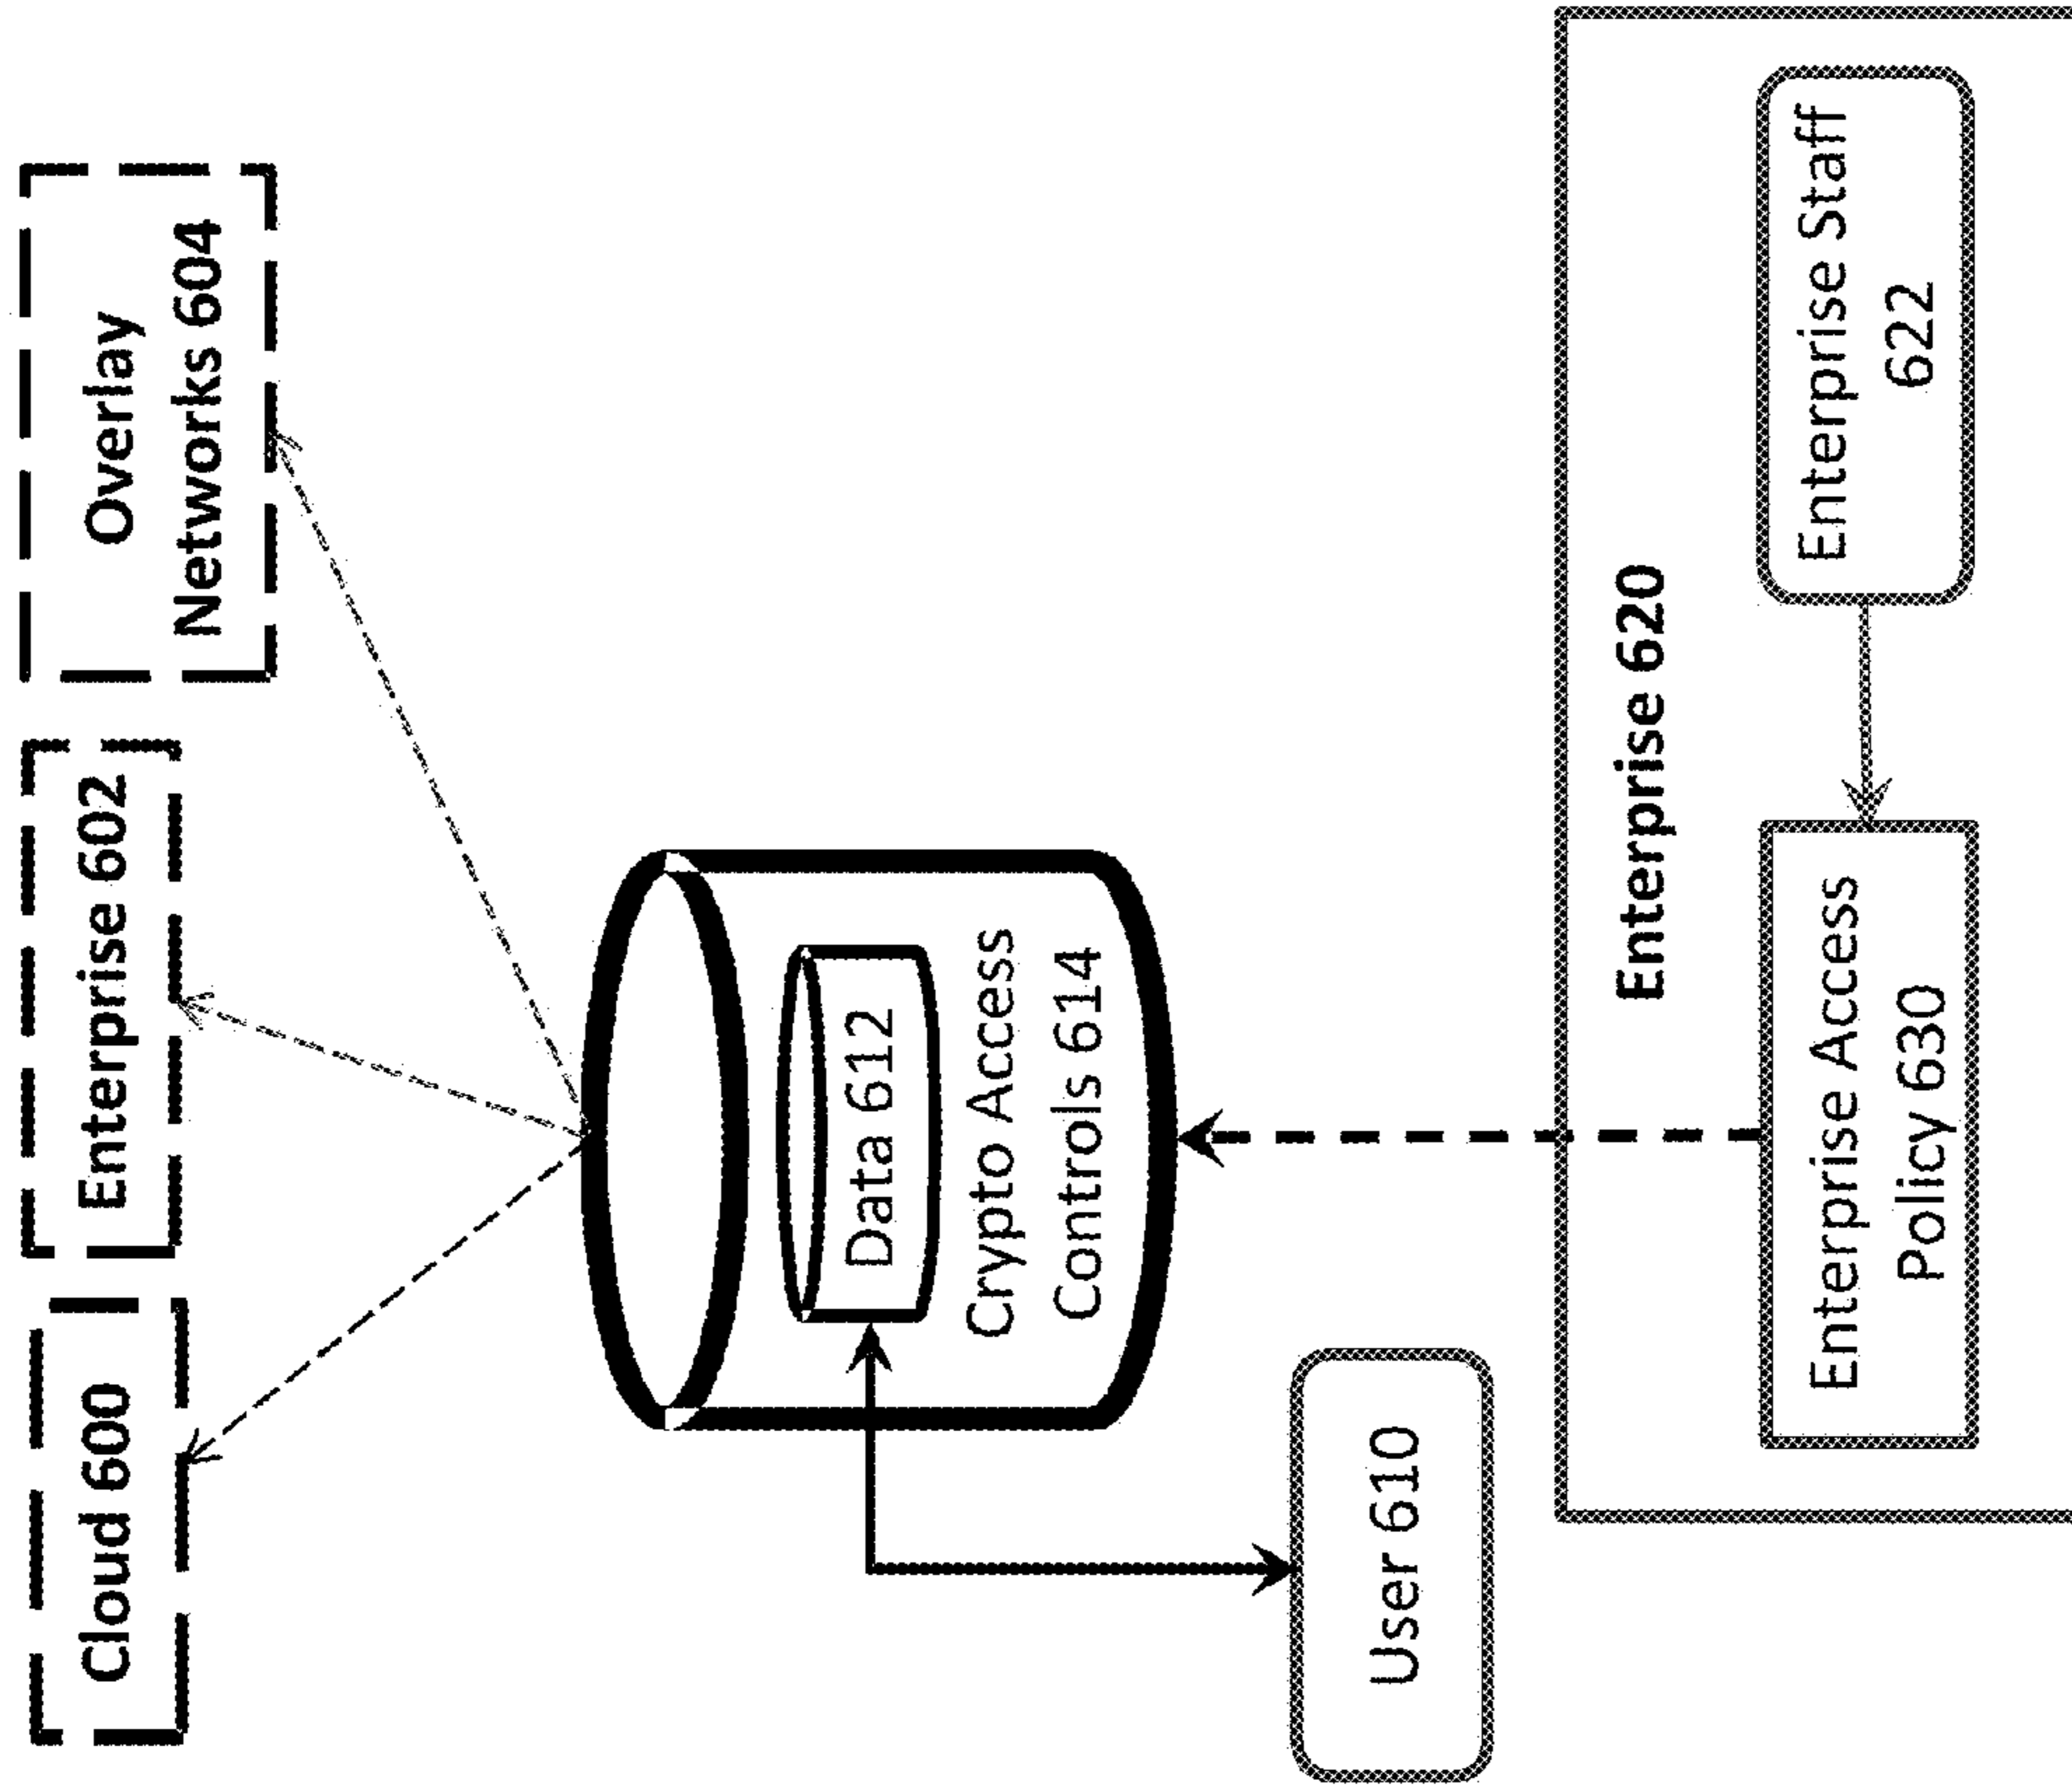 Cloud 600
Enterprise 602
Overlay
Networks 604
Data 612
Crypto Access
Controls 614
User 610
Enterprise 620
Enterprise Access
Policy 630
Enterprise Staff
622